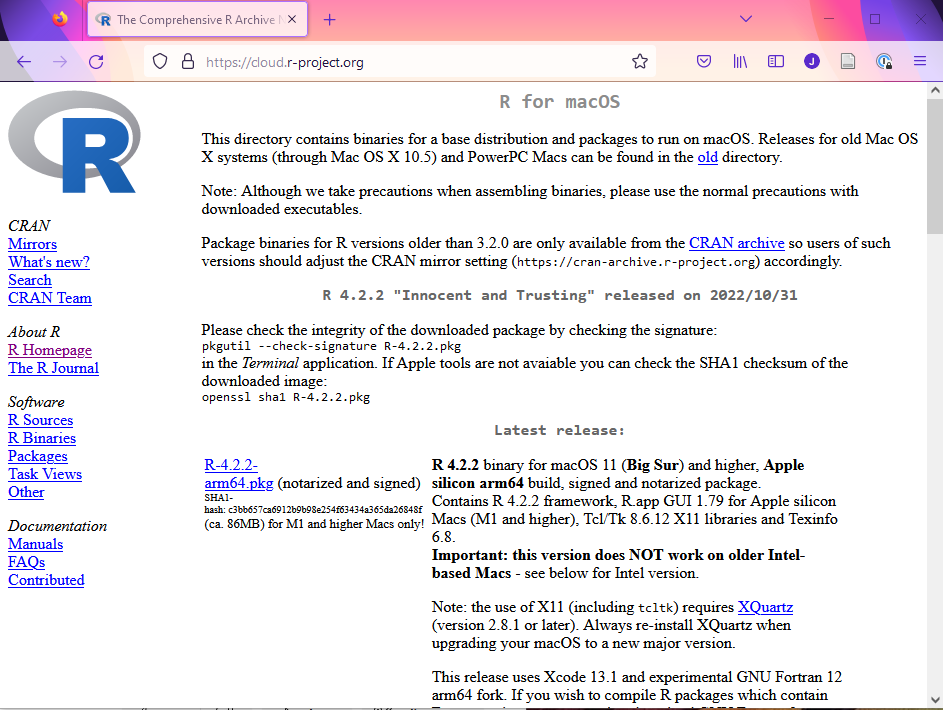 The Comprehensive R Archive
https://cloud.r-project.org
J
R
CRAN
Mirrors
What's new?
Search
CRAN Team
About R
R Homepage
The R Journal
Software
R Sources
R Binaries
Packages
Task Views
Other
Documentation
Manuals
FAQs
Contributed
R for macOS
This directory contains binaries for a base distribution and packages to run on macOS. Releases for old Mac OS
X systems (through Mac OS X 10.5) and PowerPC Macs can be found in the old directory.
Note: Although we take precautions when assembling binaries, please use the normal precautions with
downloaded executables.
Package binaries for R versions older than 3.2.0 are only available from the CRAN archive so users of such
versions should adjust the CRAN mirror setting (https://cran-archive.r-project.org) accordingly.
R 4.2.2 "Innocent and Trusting" released on 2022/10/31
Please check the integrity of the downloaded package by checking the signature:
pkgutil --check-signature R-4.2.2.pkg
in the Terminal application. If Apple tools are not avaiable you can check the SHA1 checksum of the
downloaded image:
openssl sha1 R-4.2.2.pkg
Latest release:
R-4.2.2-
arm64.pkg (notarized and signed)
SHA1-
hash: c3bb657ca6912b9b98e254f63434a365da26848f
(ca. 86MB) for M1 and higher Macs only!
R 4.2.2 binary for macOS 11 (Big Sur) and higher, Apple
silicon arm64 build, signed and notarized package.
Contains R 4.2.2 framework, R.app GUI 1.79 for Apple silicon
Macs (M1 and higher), Tcl/Tk 8.6.12 X11 libraries and Texinfo
6.8.
Important: this version does NOT work on older Intel-
based Macs - see below for Intel version.
Note: the use of X11 (including tcltk) requires XQuartz
(version 2.8.1 or later). Always re-install XQuartz when
upgrading your macOS to a new major version.
This release uses Xcode 13.1 and experimental GNU Fortran 12
arm64 fork. If you wish to compile R packages which contain